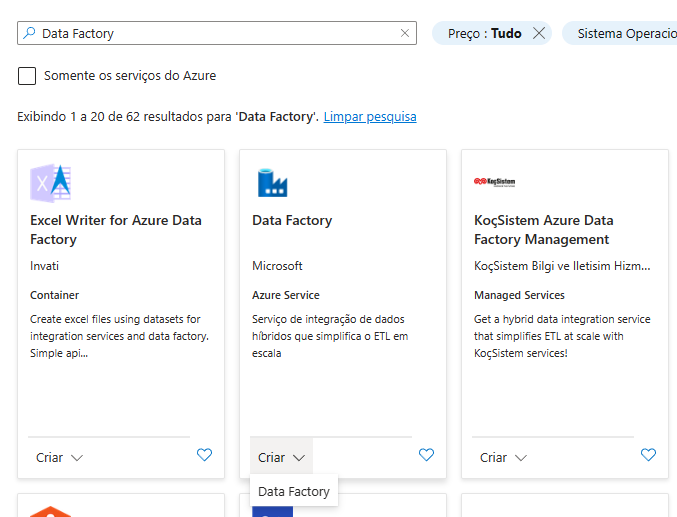 Data Factory
Preço : Tudo
Sistema Operacio
Somente os serviços do Azure
Exibindo 1 a 20 de 62 resultados para 'Data Factory'. Limpar pesquisa
Excel Writer for Azure Data
Factory
Invati
Container
Create excel files using datasets for
integration services and data factory.
Simple api...
Criar
Data Factory
Microsoft
Azure Service
Serviço de integração de dados
híbridos que simplifica o ETL em
escala
Criar
Data Factory
KoçSistem
KoçSistem Azure Data
Factory Management
KoçSistem Bilgi ve Iletisim Hizm...
Managed Services
Get a hybrid data integration service
that simplifies ETL at scale with
KoçSistem services!
Criar